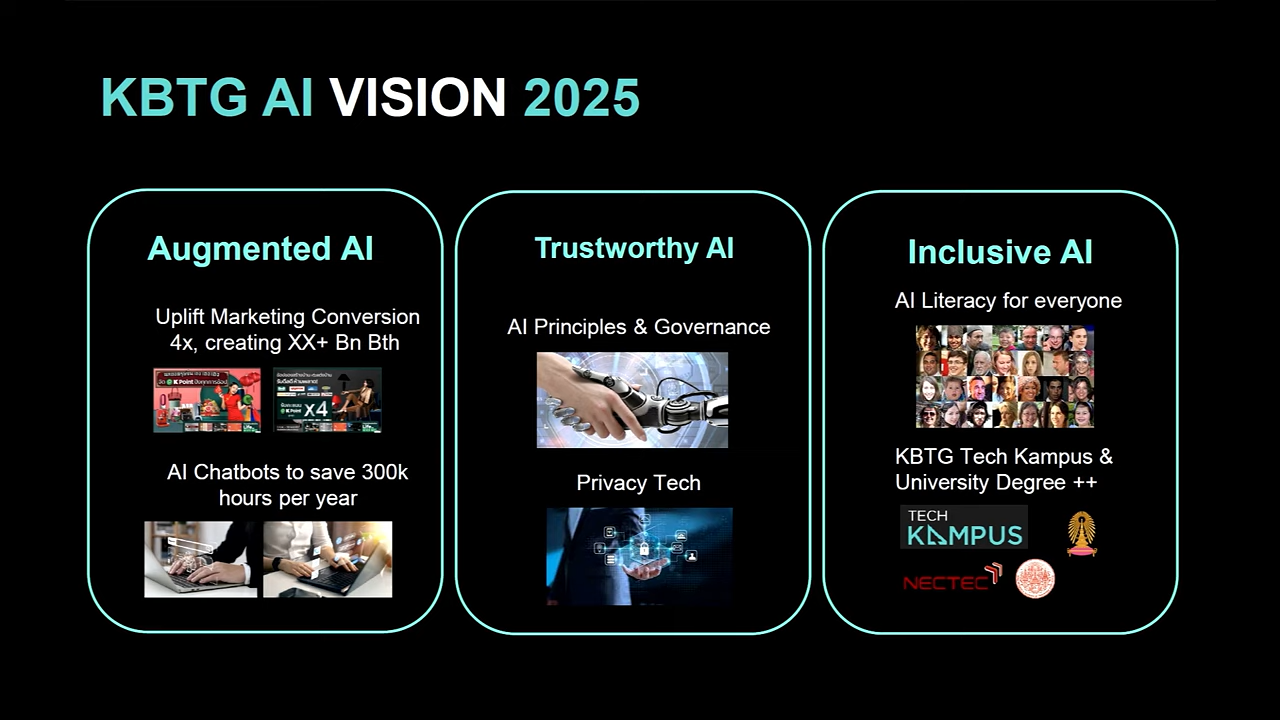 KBTG AI VISION 2025
Augmented AI
Uplift Marketing Conversion
4x, creating XX+ Bn Bth
K Point
X4
AI Chatbots to save 300k
hours per year
Trustworthy AI
AI Principles & Governance
Privacy Tech
Inclusive AI
AI Literacy for everyone
KBTG Tech Kampus &
University Degree ++
TECH
KAMPUS
NECTEC